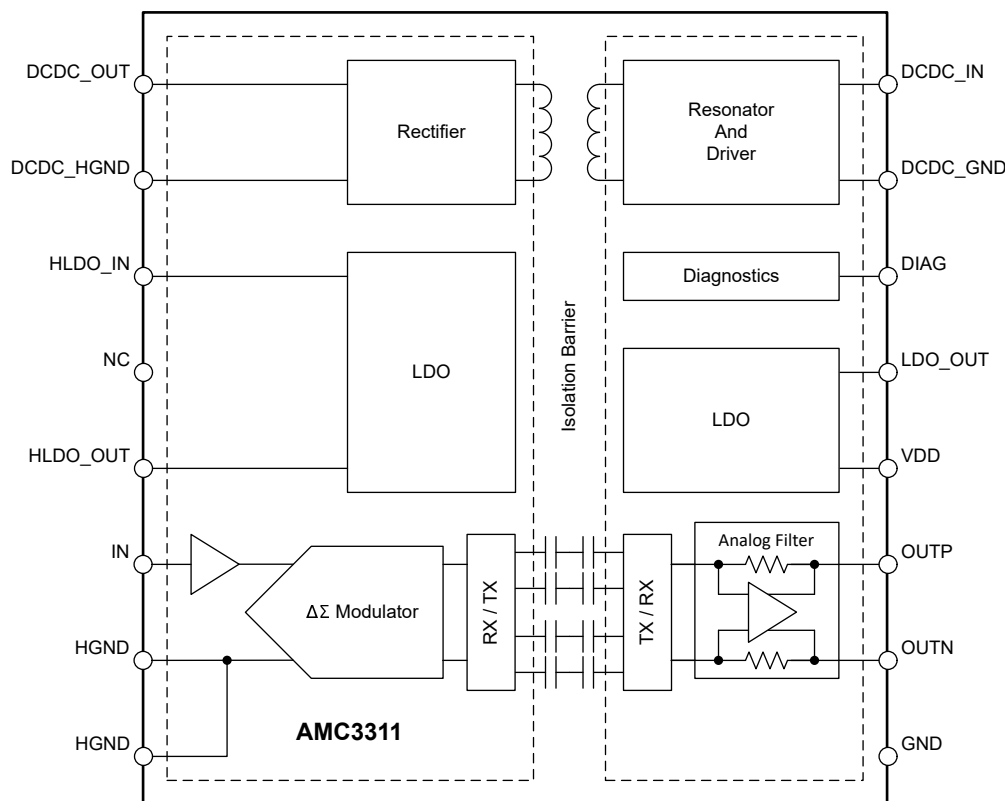 DCDC_OUT
DCDC_HGND
HLDO_IN
NC
HLDO_OUT
IN
HGND
HGND
Rectifier
LDO
ΔΣ Modulator
RX / TX
AMC3311
Isolation Barrier
Resonator
And
Driver
Diagnostics
LDO
TX / RX
Analog Filter
DCDC_IN
DCDC_GND
DIAG
LDO_OUT
VDD
OUTP
OUTN
GND